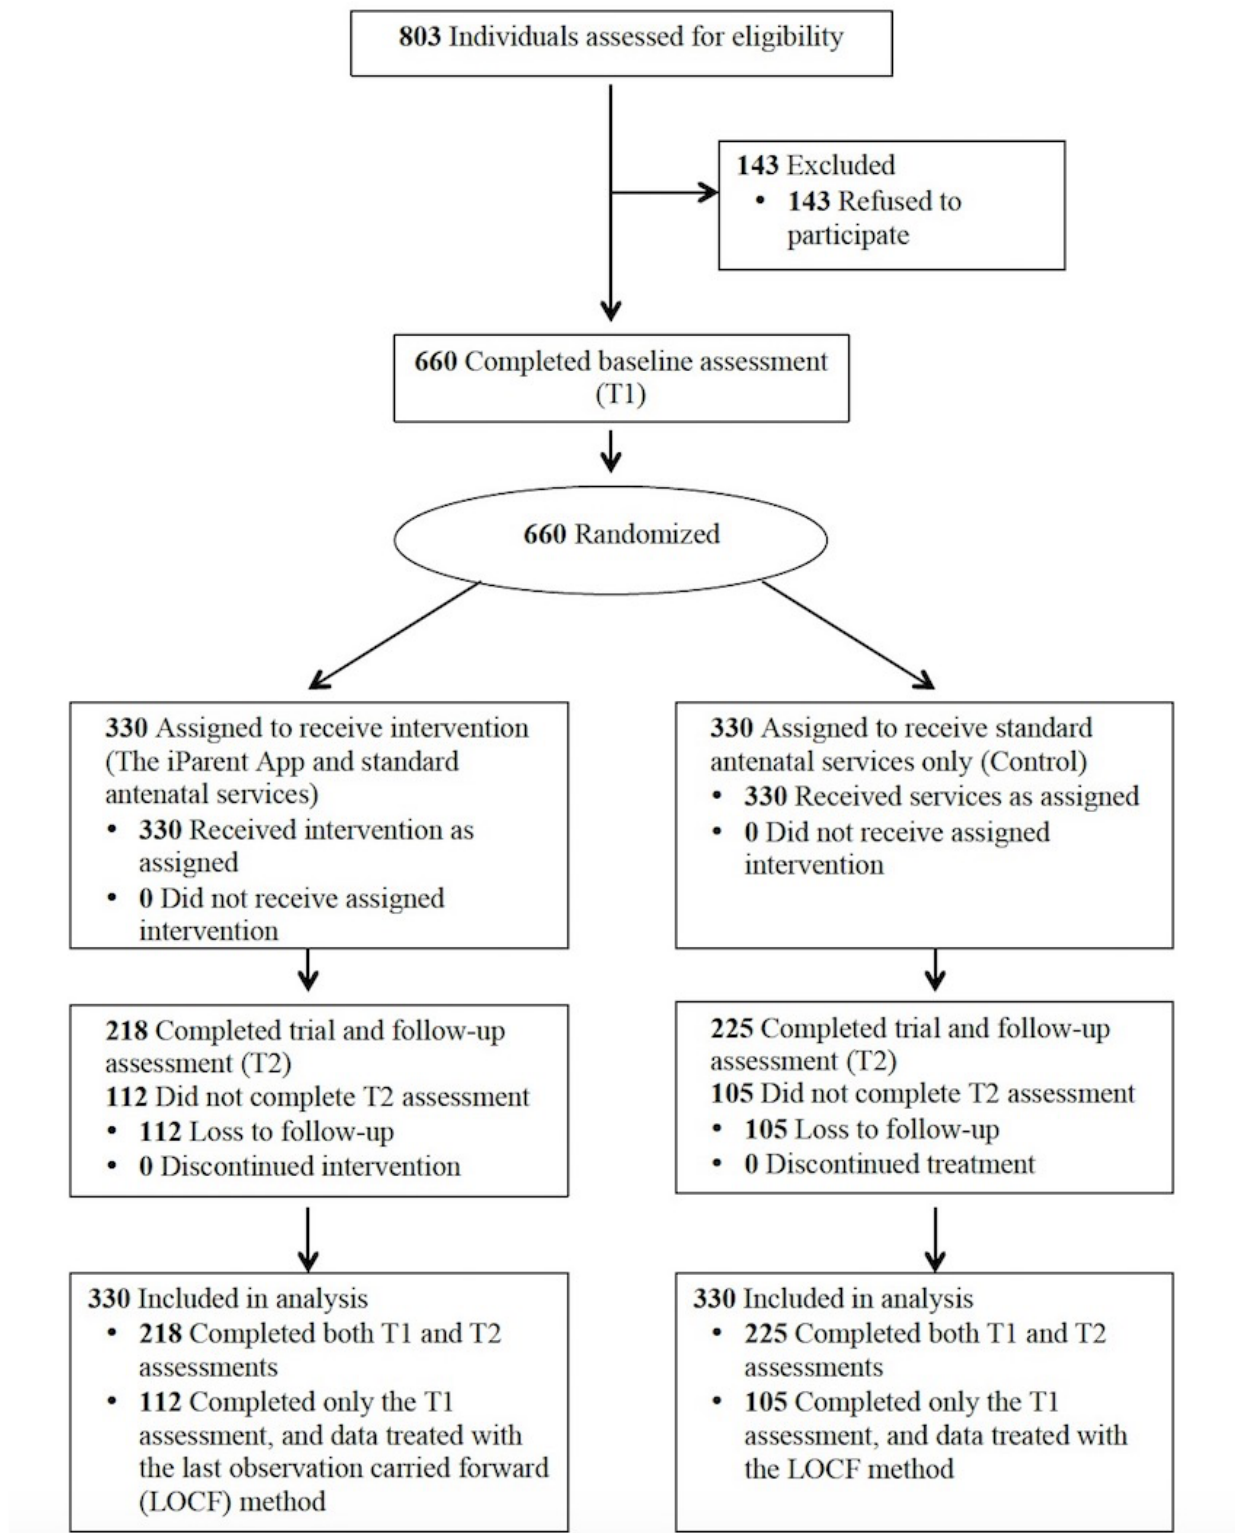 803 Individuals assessed for eligibility
143 Excluded
• 143 Refused to
participate
660 Completed baseline assessment
(T1)
660 Randomized
330 Assigned to receive intervention
(The iParent App and standard
antenatal services)
• 330 Received intervention as
assigned
• 0 Did not receive assigned
intervention
330 Assigned to receive standard
antenatal services only (Control)
• 330 Received services as assigned
• 0 Did not receive assigned
intervention
218 Completed trial and follow-up
assessment (T2)
112 Did not complete T2 assessment
• 112 Loss to follow-up
• 0 Discontinued intervention
225 Completed trial and follow-up
assessment (T2)
105 Did not complete T2 assessment
• 105 Loss to follow-up
• 0 Discontinued treatment
330 Included in analysis
• 218 Completed both T1 and T2
assessments
• 112 Completed only the T1
assessment, and data treated with
the last observation carried forward
(LOCF) method
330 Included in analysis
• 225 Completed both T1 and T2
assessments
• 105 Completed only the T1
assessment, and data treated with
the LOCF method